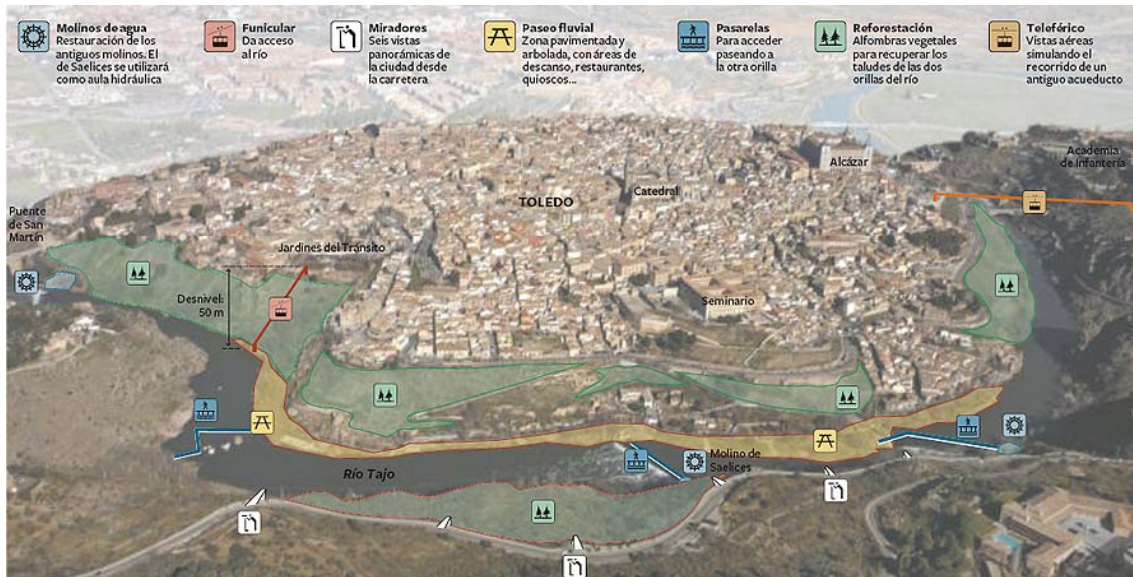 Molinos de agua
Restauración de los
antiguos molinos. El
de Saelices se utilizará
como aula hidráulica
Funicular
Da acceso
al río
Miradores
Seis vistas
panorámicas de
la ciudad desde
la carretera
Paseo fluvial
Zona pavimentada y
arbolada, con áreas de
descanso, restaurantes,
quioscos...
Pasarelas
Para acceder
paseando a
la otra orilla
Reforestación
Alfombras vegetales
para recuperar los
taludes de las dos
orillas del río
Teleférico
Vistas aéreas
simulando el
recorrido de un
antiguo acueducto
Academia
de Infantería
Alcázar
Catedral
TOLEDO
Puente
de San
Martín
Jardines del Tránsito
Desnivel:
50 m
Seminario
Molino de
Saelices
Río Tajo